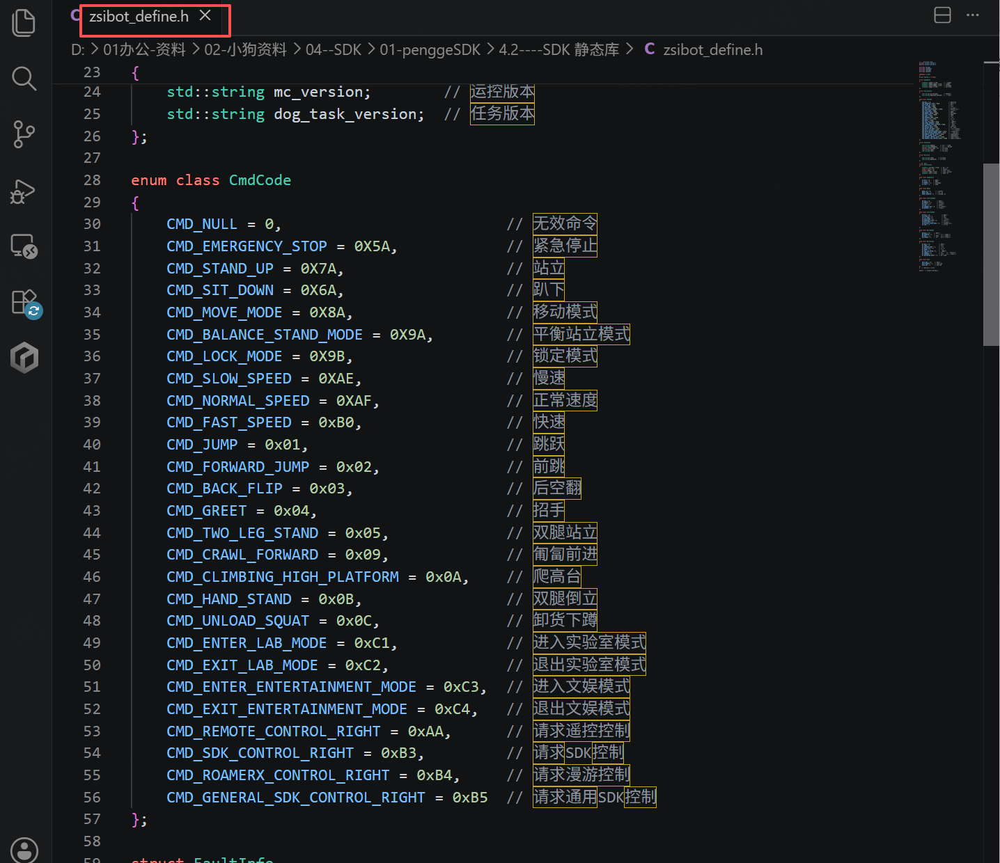 zsibot_define.h
D: > 01办公-资料 > 02-小狗资料 > 04--SDK > 01-penggeSDK > 4.2----SDK 静态库 > C zsibot_define.h
23 {
24 std::string mc_version; // 运控版本
25 std::string dog_task_version; // 任务版本
26 };
27
28 enum class CmdCode
29 {
30 CMD_NULL = 0, // 无效命令
31 CMD_EMERGENCY_STOP = 0X5A, // 紧急停止
32 CMD_STAND_UP = 0X7A, // 站立
33 CMD_SIT_DOWN = 0X6A, // 趴下
34 CMD_MOVE_MODE = 0X8A, // 移动模式
35 CMD_BALANCE_STAND_MODE = 0X9A, // 平衡站立模式
36 CMD_LOCK_MODE = 0X9B, // 锁定模式
37 CMD_SLOW_SPEED = 0XAE, // 慢速
38 CMD_NORMAL_SPEED = 0XAF, // 正常速度
39 CMD_FAST_SPEED = 0xB0, // 快速
40 CMD_JUMP = 0x01, // 跳跃
41 CMD_FORWARD_JUMP = 0x02, // 前跳
42 CMD_BACK_FLIP = 0x03, // 后空翻
43 CMD_GREET = 0x04, // 招手
44 CMD_TWO_LEG_STAND = 0x05, // 双腿站立
45 CMD_CRAWL_FORWARD = 0x09, // 匍匐前进
46 CMD_CLIMBING_HIGH_PLATFORM = 0x0A, // 爬高台
47 CMD_HAND_STAND = 0x0B, // 双腿倒立
48 CMD_UNLOAD_SQUAT = 0x0C, // 卸货下蹲
49 CMD_ENTER_LAB_MODE = 0xC1, // 进入实验室模式
50 CMD_EXIT_LAB_MODE = 0xC2, // 退出实验室模式
51 CMD_ENTER_ENTERTAINMENT_MODE = 0xC3, // 进入文娱模式
52 CMD_EXIT_ENTERTAINMENT_MODE = 0xC4, // 退出文娱模式
53 CMD_REMOTE_CONTROL_RIGHT = 0xAA, // 请求遥控控制
54 CMD_SDK_CONTROL_RIGHT = 0xB3, // 请求SDK控制
55 CMD_ROAMERX_CONTROL_RIGHT = 0xB4, // 请求漫游控制
56 CMD_GENERAL_SDK_CONTROL_RIGHT = 0xB5 // 请求通用SDK控制
57 };
58
59 struct FaultInfo